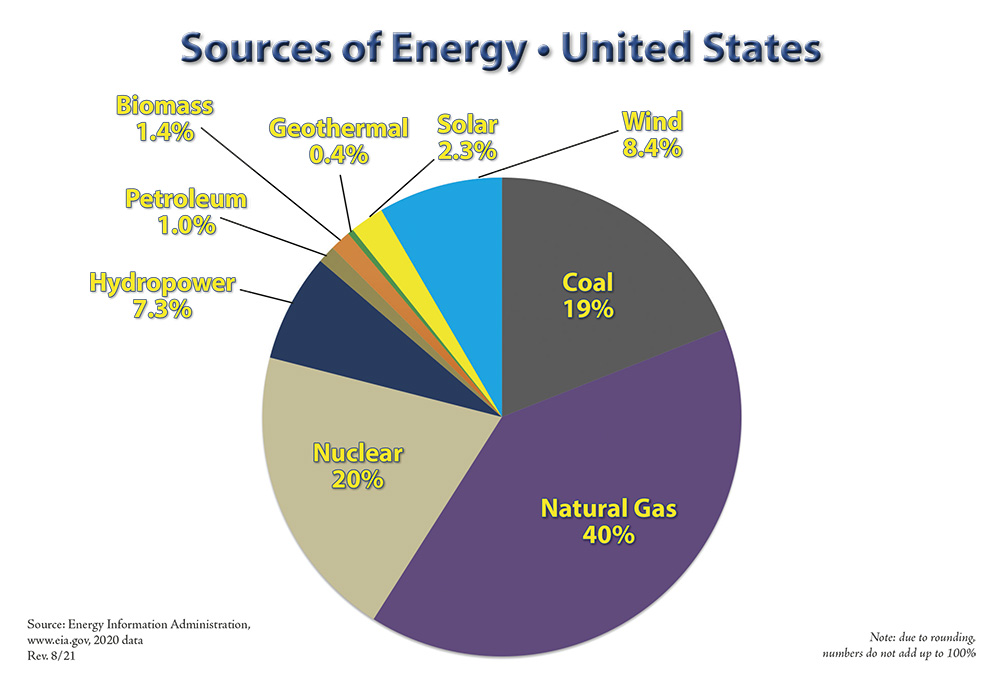 Sources of Energy • United States
Biomass
1.4%
Geothermal
0.4%
Solar
2.3%
Wind
8.4%
Petroleum
1.0%
Hydropower
7.3%
Coal
19%
Nuclear
20%
Natural Gas
40%
Source: Energy Information Administration,
www.eia.gov, 2020 data
Rev. 8/21
Note: due to rounding,
numbers do not add up to 100%